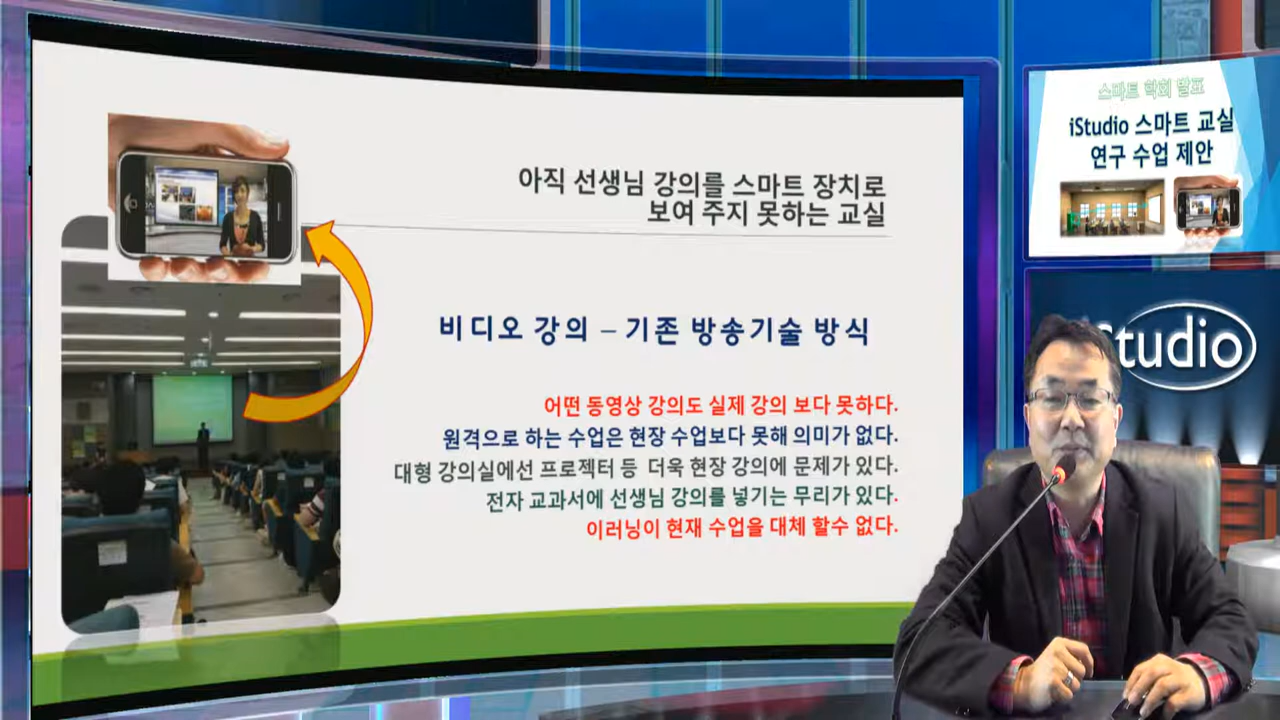 아직 선생님 강의를 스마트 장치로
보여 주지 못하는 교실
비디오 강의 – 기존 방송기술 방식
어떤 동영상 강의도 실제 강의 보다 못하다.
원격으로 하는 수업은 현장 수업보다 못해 의미가 없다.
대형 강의실에선 프로젝터 등 더욱 현장 강의에 문제가 있다.
전자 교과서에 선생님 강의를 넣기는 무리가 있다.
이러닝이 현재 수업을 대체 할수 없다.
스마트 학회 발표
iStudio 스마트 교실
연구 수업 제안
iStudio